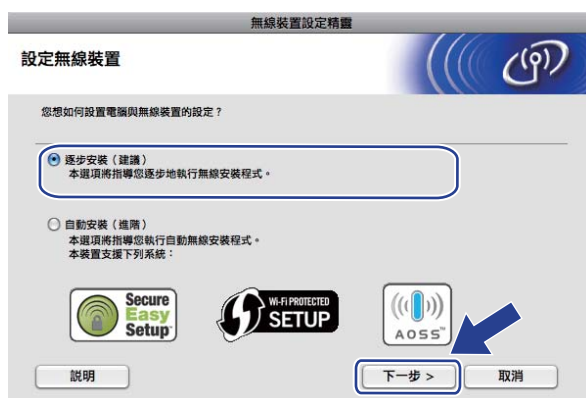 無線裝置設定精靈
設定無線裝置
您想如何設置電腦與無線裝置的設定？
逐步安裝（建議）
本選項將指導您逐步地執行無線安裝程式。
自動安裝（進階）
本選項將指導您執行自動無線安裝程式。
本裝置支援下列系統：
Secure
Easy
Setup™
Wi-Fi PROTECTED
SETUP
AOSS™
説明
下一步 >
取消